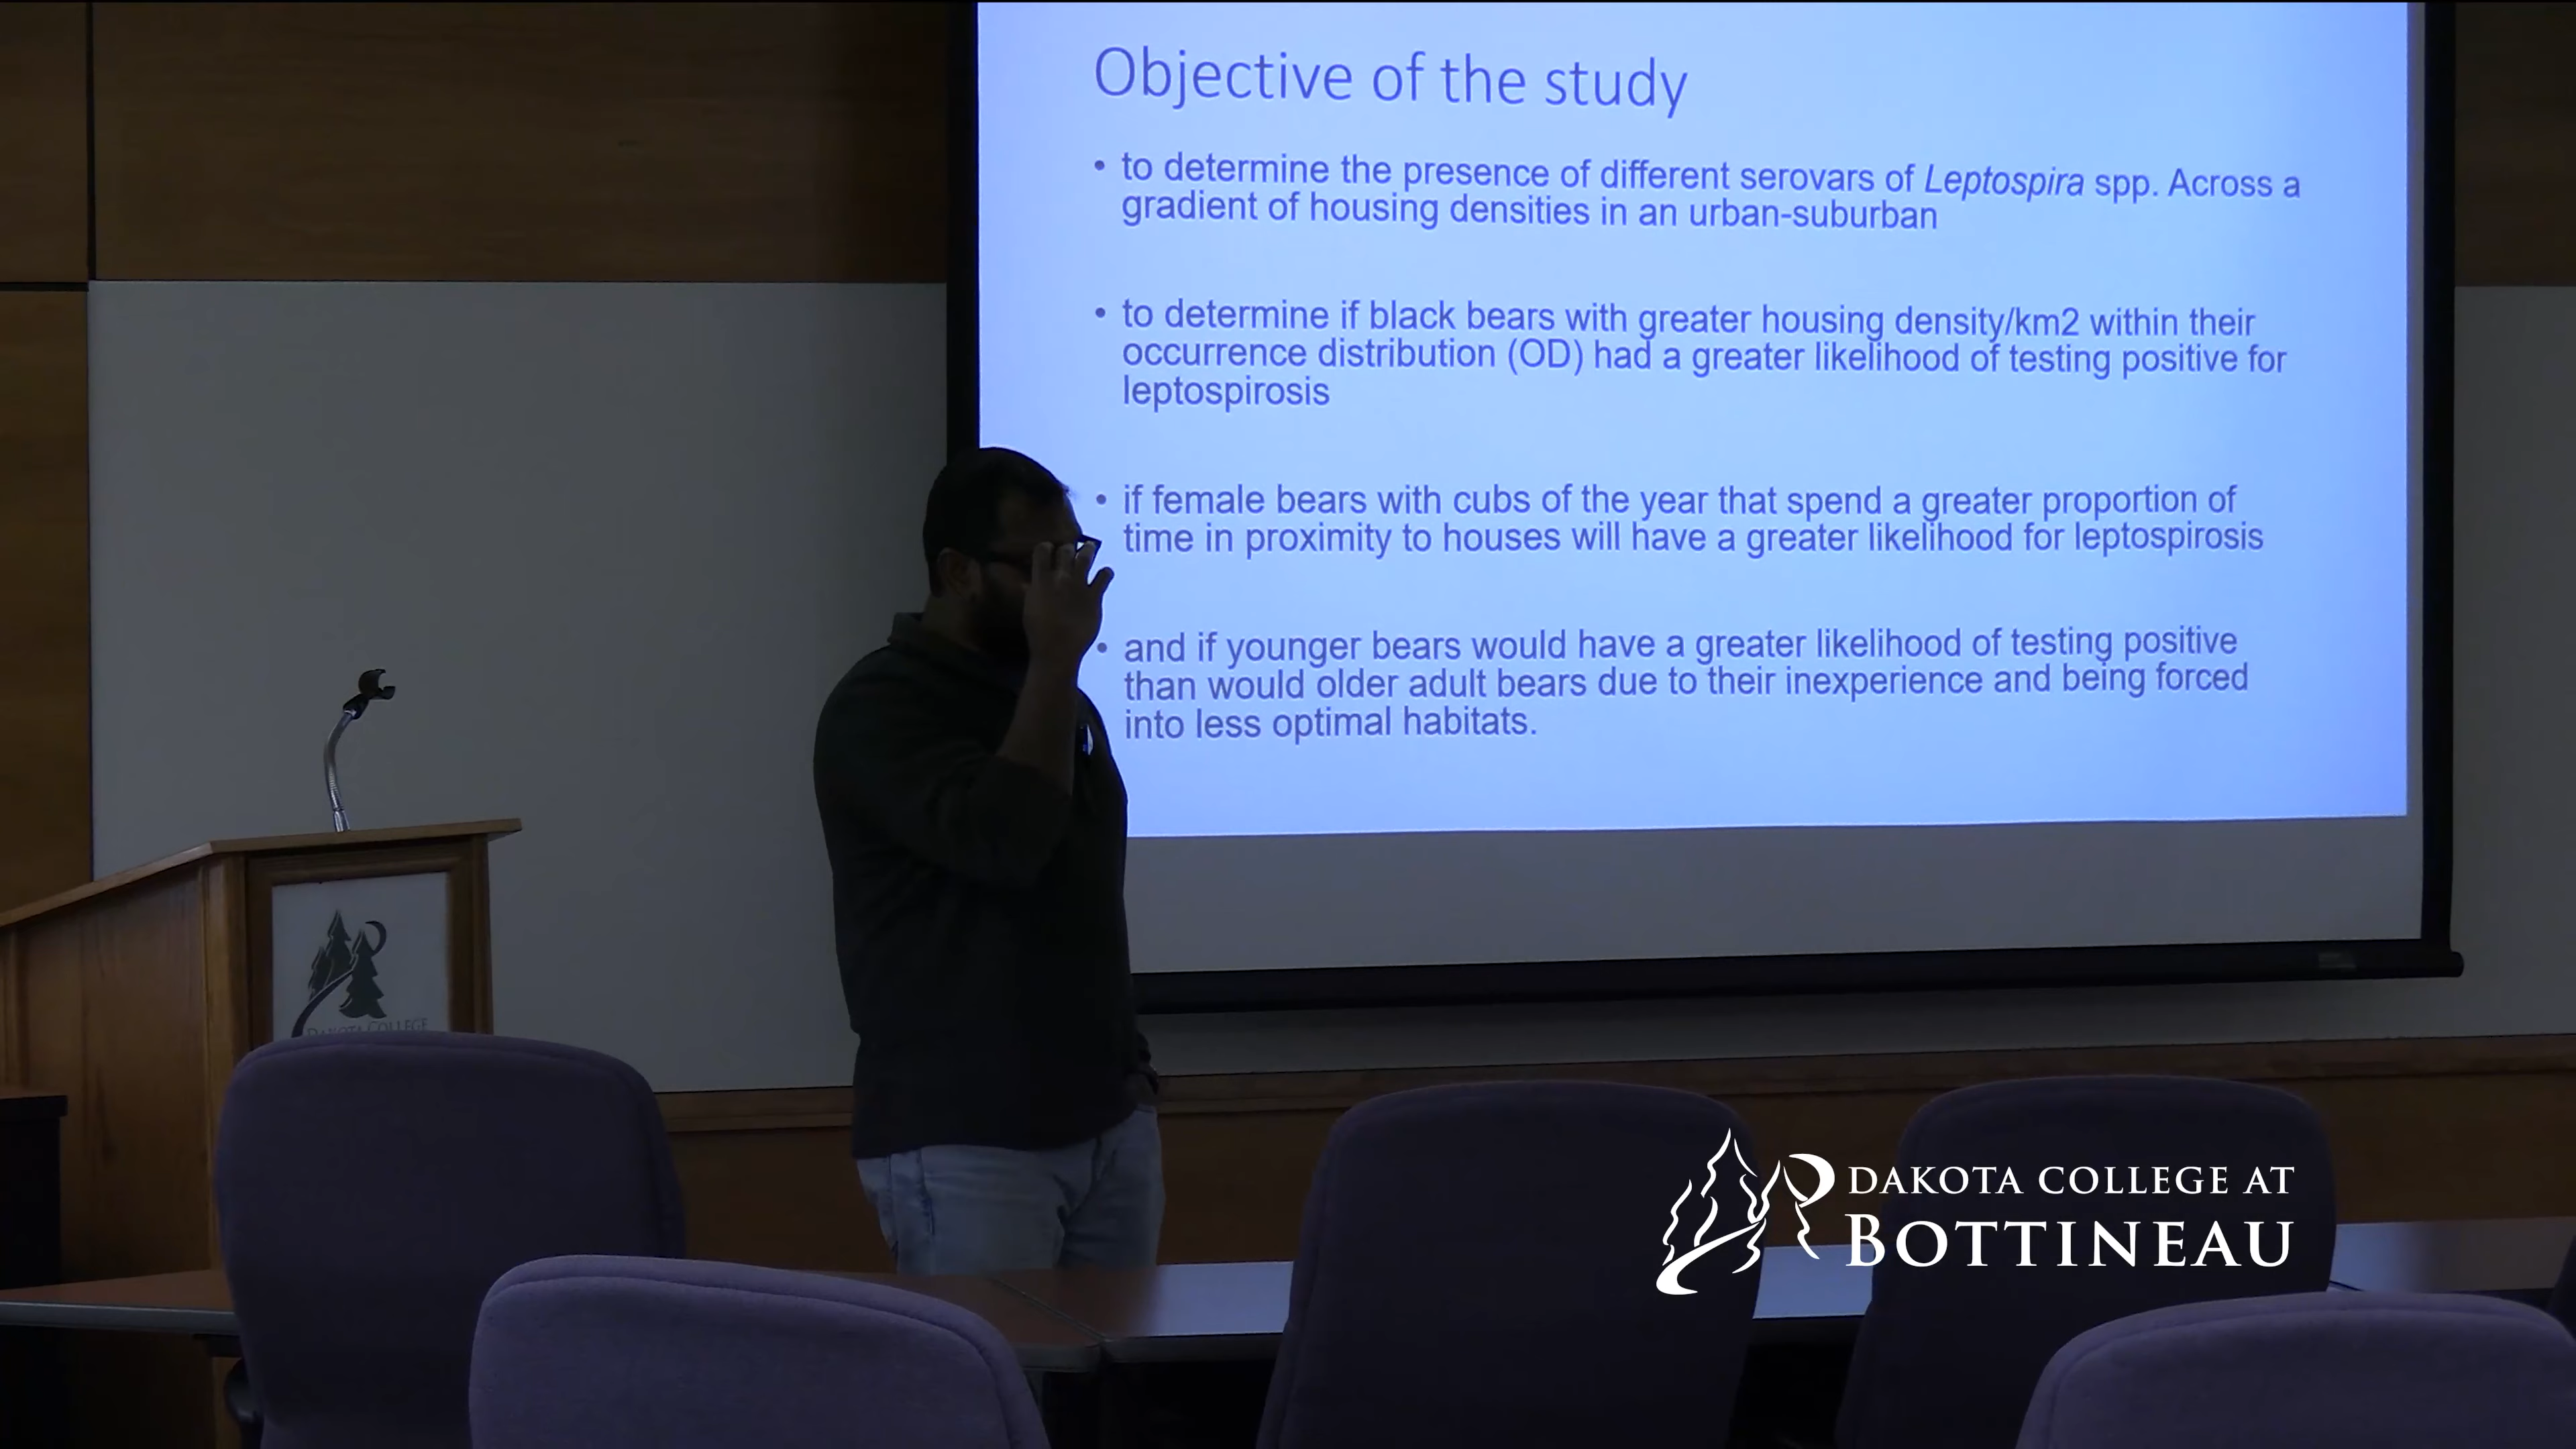 Objective of the study
• to determine the presence of different serovars of Leptospira spp. Across a
gradient of housing densities in an urban-suburban
• to determine if black bears with greater housing density/km2 within their
occurrence distribution (OD) had a greater likelihood of testing positive for
leptospirosis
• if female bears with cubs of the year that spend a greater proportion of
time in proximity to houses will have a greater likelihood for leptospirosis
• and if younger bears would have a greater likelihood of testing positive
than would older adult bears due to their inexperience and being forced
into less optimal habitats.
DAKOTA COLLEGE
DAKOTA COLLEGE AT
BOTTINEAU